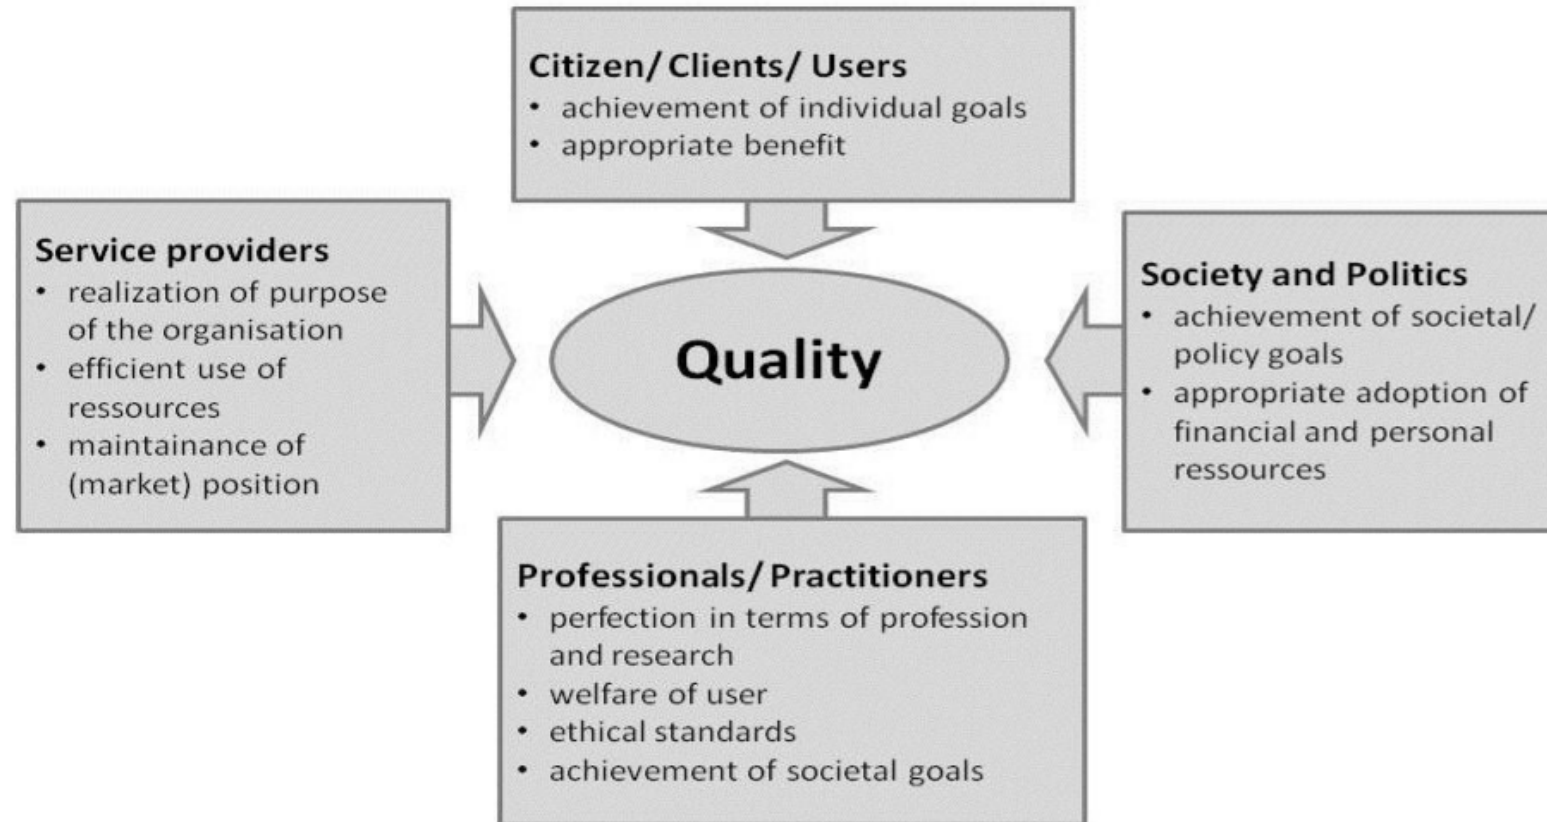 Citizen/ Clients/ Users
• achievement of individual goals
• appropriate benefit
Service providers
• realization of purpose
of the organisation
• efficient use of
ressources
• maintainance of
(market) position
Quality
Society and Politics
• achievement of societal/
policy goals
• appropriate adoption of
financial and personal
ressources
Professionals/ Practitioners
• perfection in terms of profession
and research
• welfare of user
• ethical standards
• achievement of societal goals